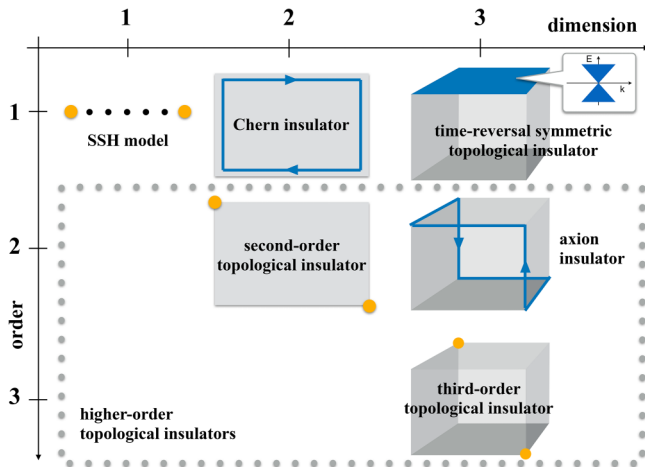 dimension
1
2
3
E
k
order
1
SSH model
Chern insulator
time-reversal symmetric
topological insulator
2
second-order
topological insulator
axion
insulator
3
higher-order
topological insulators
third-order
topological insulator